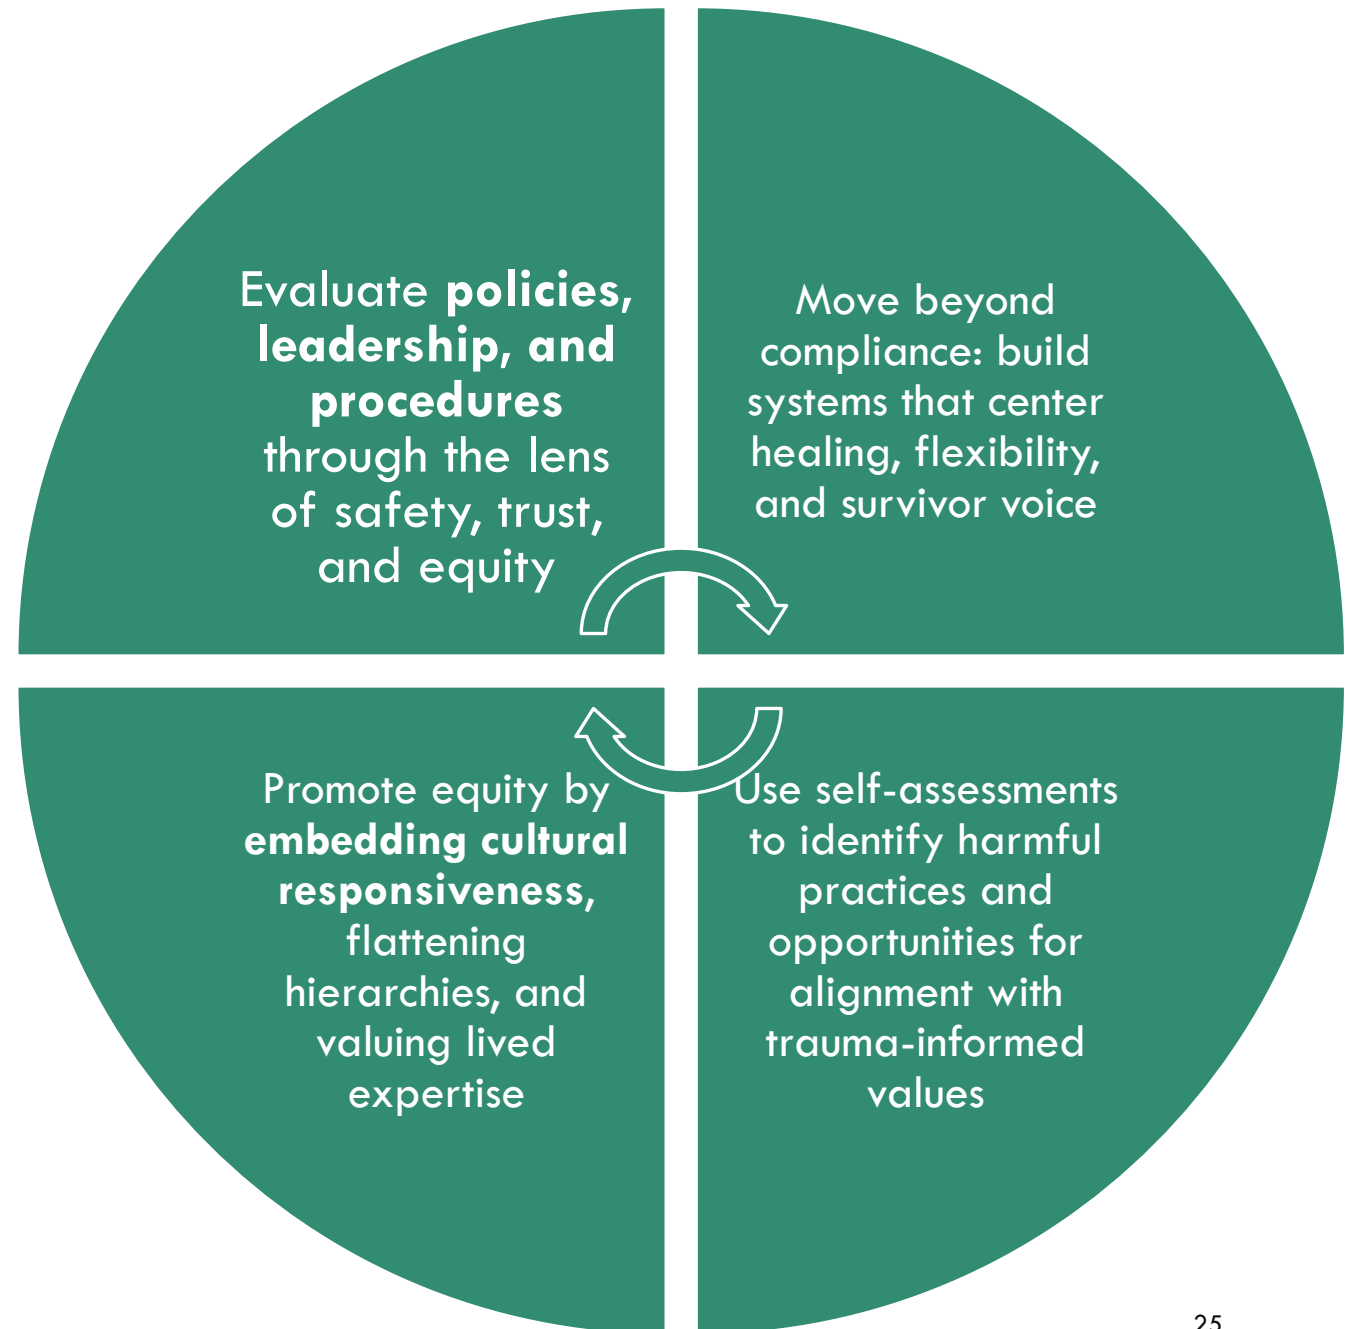 Evaluate policies,
leadership, and
procedures
through the lens
of safety, trust,
and equity
Move beyond
compliance: build
systems that center
healing, flexibility,
and survivor voice
Use self-assessments
to identify harmful
practices and
opportunities for
alignment with
trauma-informed
values
Promote equity by
embedding cultural
responsiveness,
flattening
hierarchies, and
valuing lived
expertise
25